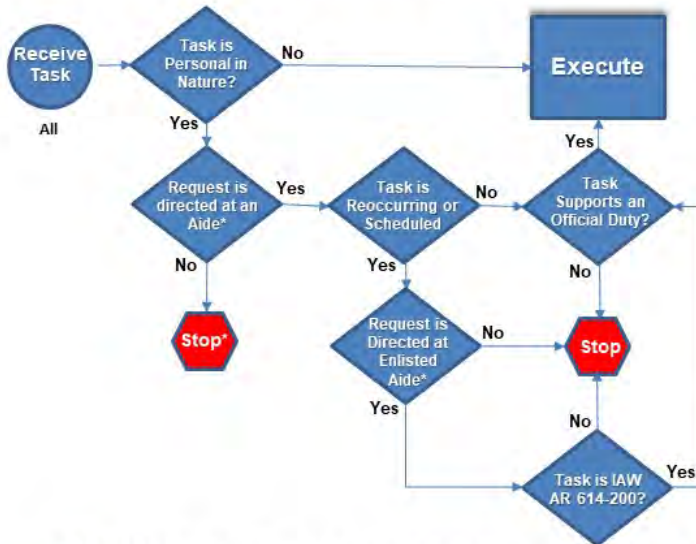 Receive
Task
All
Task is
Personal in
Nature?
No
Execute
Yes
Yes
Request is
directed at an
Aide*
Yes
Task is
Reoccurring or
Scheduled
No
Task
Supports an
Official Duty?
No
Yes
No
Stop*
Request is
Directed at
Enlisted
Aide*
No
Stop
Yes
No
Task is IAW
AR 614-200?
Yes